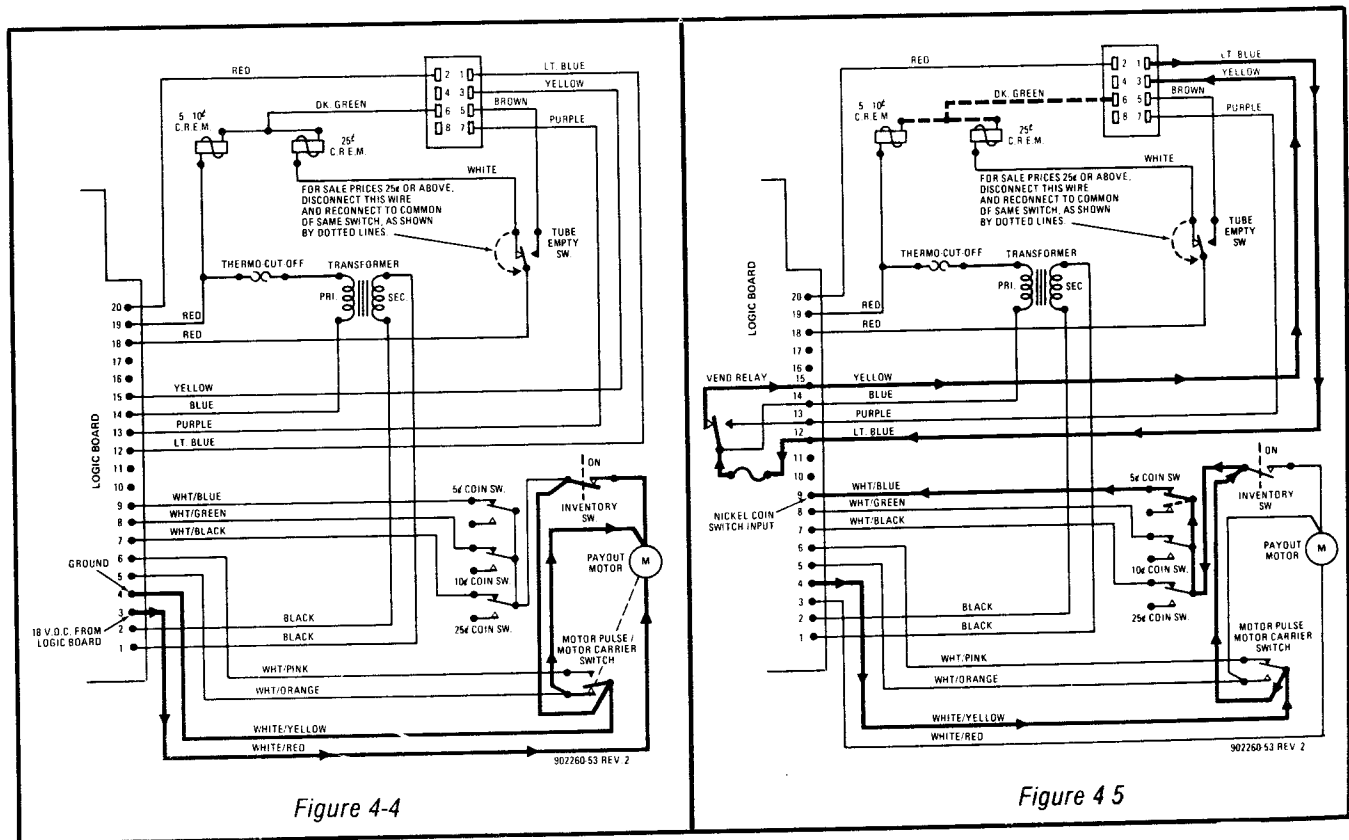 RED
LT. BLUE
2 1
YELLOW
4 3
DK. GREEN
BROWN
6 5
5 10¢
C.R.E.M.
PURPLE
8 7
25¢
C.R.E.M.
WHITE
FOR SALE PRICES 25¢ OR ABOVE,
DISCONNECT THIS WIRE
AND RECONNECT TO COMMON
OF SAME SWITCH, AS SHOWN
BY DOTTED LINES.
TUBE
EMPTY
SW.
THERMO-CUT-OFF
TRANSFORMER
PRI.
SEC.
LOGIC BOARD
20
19
RED
18
RED
17
16
15
YELLOW
14
BLUE
13
PURPLE
12
LT. BLUE
11
10
9
WHT/BLUE
8
WHT/GREEN
7
WHT/BLACK
6
5
4
3
2
1
GROUND
18 V.D.C. FROM
LOGIC BOARD
5¢ COIN SW.
10¢ COIN SW.
25¢ COIN SW.
ON
INVENTORY
SW.
PAYOUT
MOTOR
M
BLACK
BLACK
MOTOR PULSE /
MOTOR CARRIER
SWITCH
WHT/PINK
WHT/ORANGE
WHITE/YELLOW
WHITE/RED
902260-53 REV. 2
Figure 4-4
RED
LT. BLUE
2 1
YELLOW
4 3
DK. GREEN
BROWN
6 5
5 10¢
C.R.E.M.
PURPLE
8 7
25¢
C.R.E.M.
WHITE
FOR SALE PRICES 25¢ OR ABOVE,
DISCONNECT THIS WIRE
AND RECONNECT TO COMMON
OF SAME SWITCH, AS SHOWN
BY DOTTED LINES.
TUBE
EMPTY
SW.
THERMO-CUT-OFF
TRANSFORMER
PRI.
SEC
LOGIC BOARD
20
19
RED
18
RED
17
16
VEND RELAY
15
YELLOW
14
BLUE
13
PURPLE
12
LT. BLUE
11
10
9
WHT/BLUE
8
WHT/GREEN
7
WHT/BLACK
NICKEL COIN
SWITCH INPUT
6
5
4
3
2
1
5¢ COIN SW.
10¢ COIN SW.
25¢ COIN SW.
ON
INVENTORY
SW.
PAYOUT
MOTOR
M
BLACK
BLACK
MOTOR PULSE
MOTOR CARRIER
SWITCH
WHT/PINK
WHT/ORANGE
WHITE/YELLOW
WHITE/RED
902260-53 REV. 2
Figure 4 5